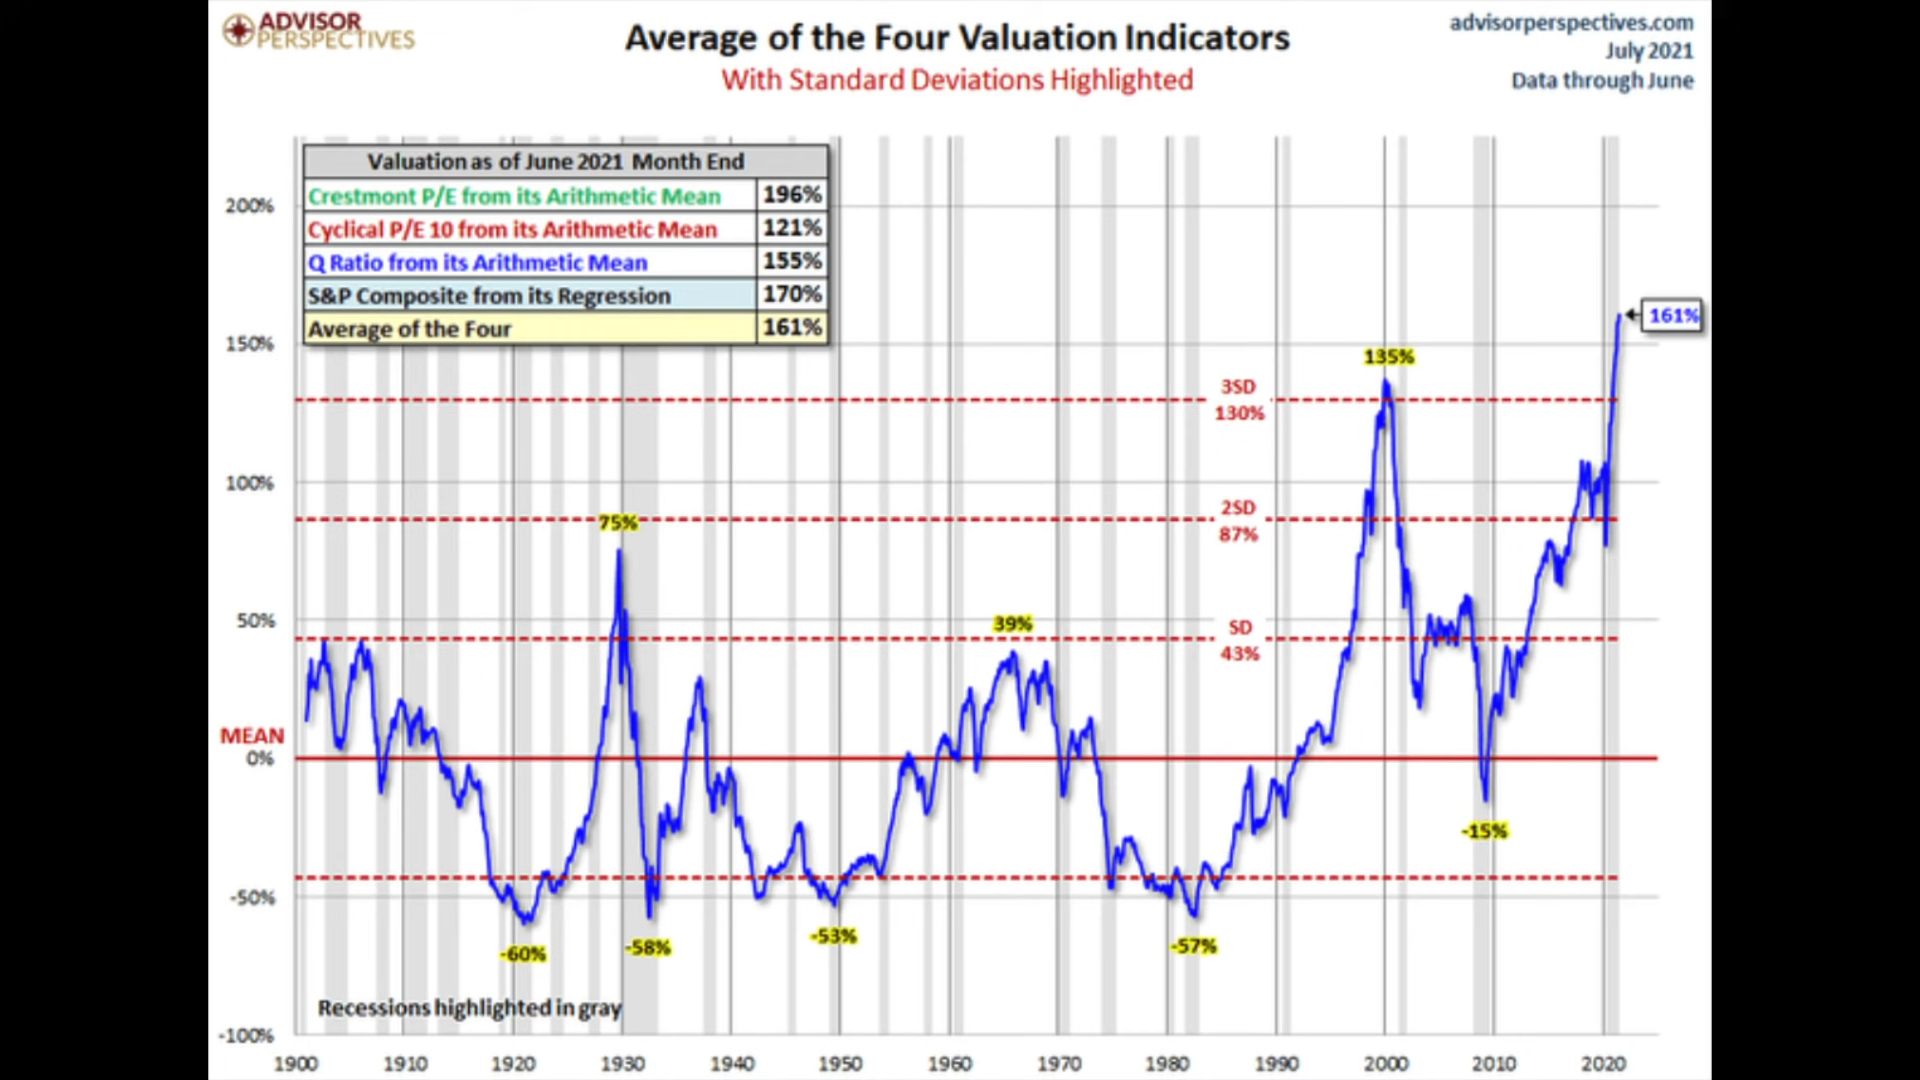 ADVISOR
PERSPECTIVES
Average of the Four Valuation Indicators
With Standard Deviations Highlighted
advisorperspectives.com
July 2021
Data through June
Valuation as of June 2021 Month End
Crestmont P/E from its Arithmetic Mean 196%
Cyclical P/E 10 from its Arithmetic Mean 121%
Q Ratio from its Arithmetic Mean 155%
S&P Composite from its Regression 170%
Average of the Four 161%
200%
150%
100%
50%
MEAN
0%
-50%
-100%
161%
135%
3SD
130%
2SD
87%
75%
39%
SD
43%
-15%
-60%
-58%
-53%
-57%
Recessions highlighted in gray
1900 1910 1920 1930 1940 1950 1960 1970 1980 1990 2000 2010 2020